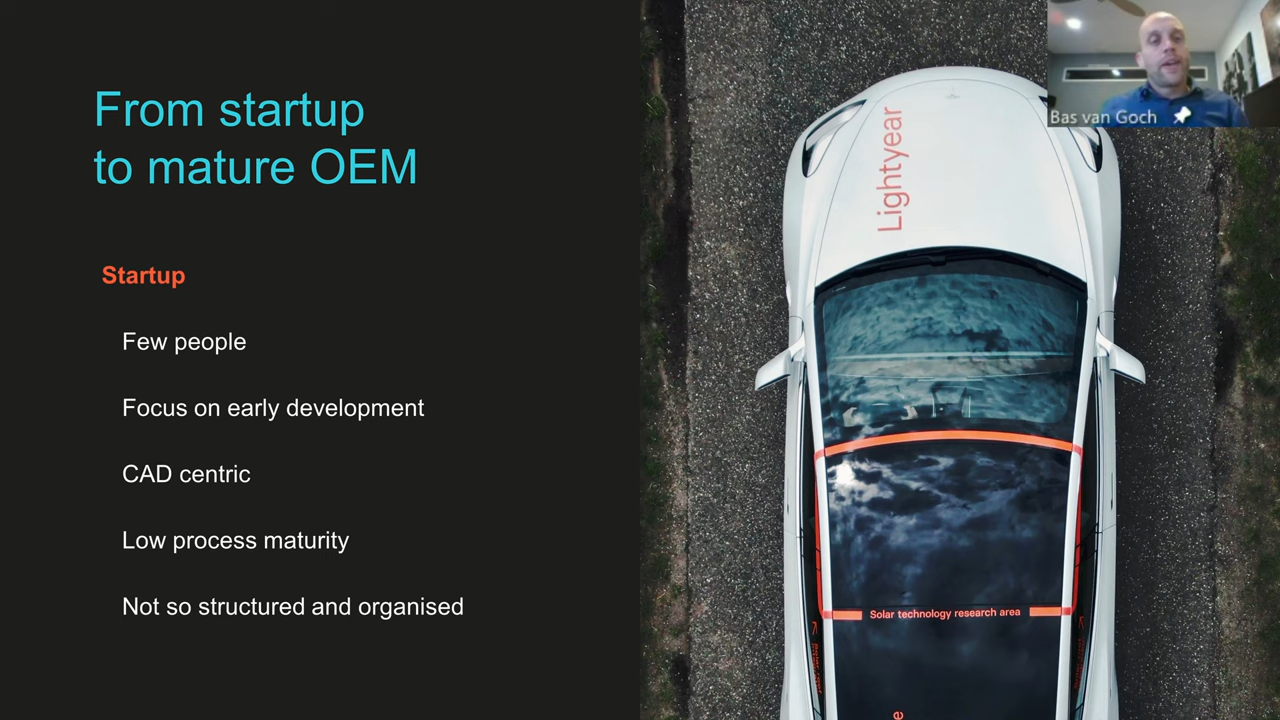 From startup
to mature OEM
Startup
Few people
Focus on early development
CAD centric
Low process maturity
Not so structured and organised
Lightyear
Bas van Goch
Solar technology research area